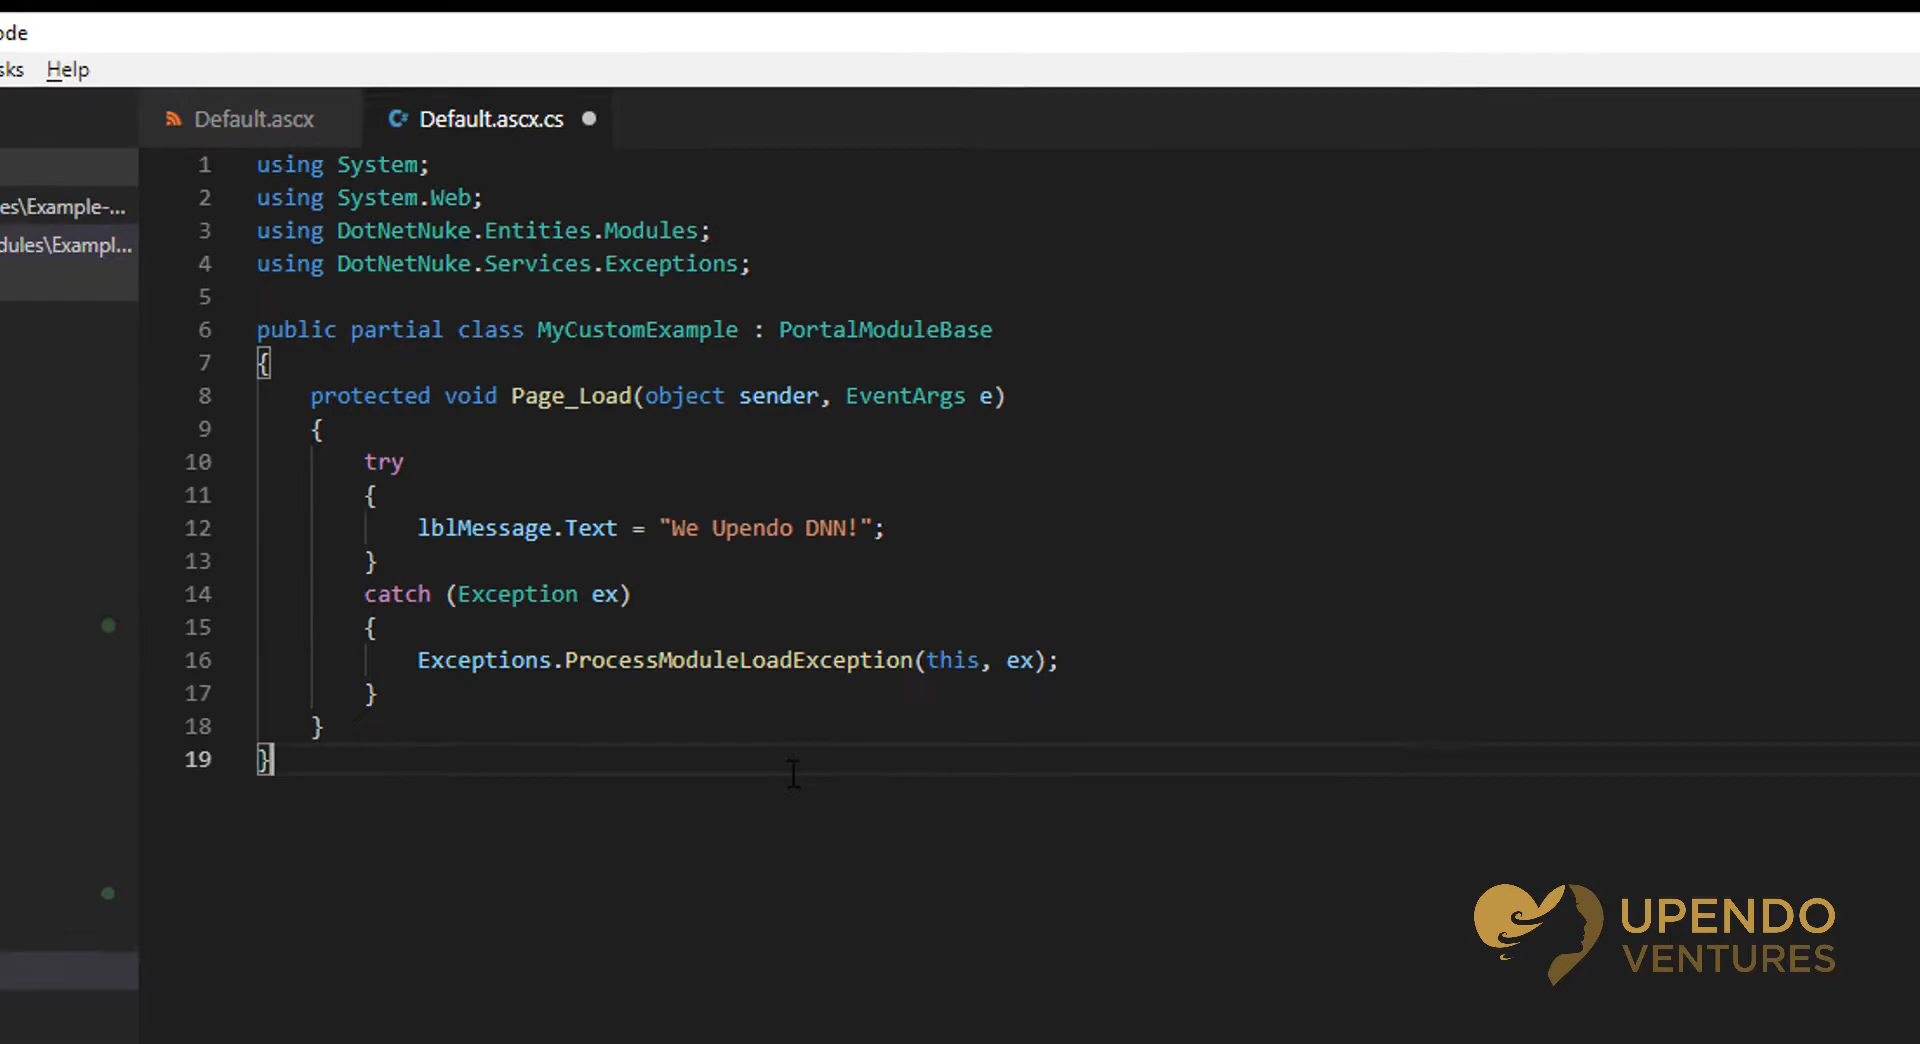 ode
sks Help
Default.ascx Default.ascx.cs
es\Example-...
dules\Exampl...
1 using System;
2 using System.Web;
3 using DotNetNuke.Entities.Modules;
4 using DotNetNuke.Services.Exceptions;
5
6 public partial class MyCustomExample : PortalModuleBase
7 {
8 protected void Page_Load(object sender, EventArgs e)
9 {
10 try
11 {
12 lblMessage.Text = "We Upendo DNN!";
13 }
14 catch (Exception ex)
15 {
16 Exceptions.ProcessModuleLoadException(this, ex);
17 }
18 }
19 }
UPENDO
VENTURES